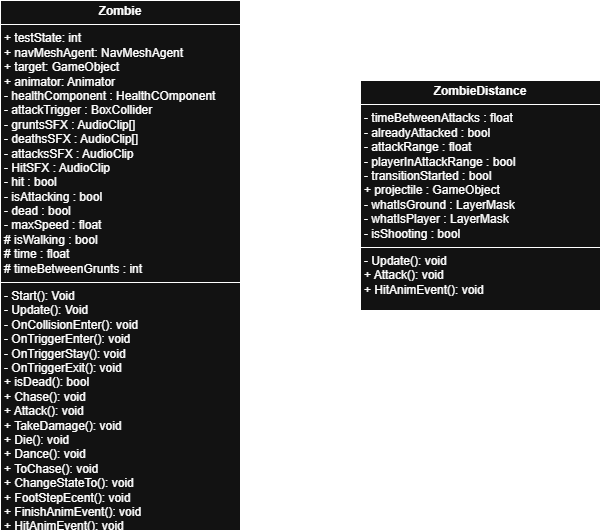 Zombie
+ testState: int
+ navMeshAgent: NavMeshAgent
+ target: GameObject
+ animator: Animator
- healthComponent : HealthCOmponent
- attackTrigger : BoxCollider
- gruntsSFX : AudioClip[]
- deathsSFX : AudioClip[]
- attacksSFX : AudioClip
- HitSFX : AudioClip
- hit : bool
- isAttacking : bool
- dead : bool
- maxSpeed : float
# isWalking : bool
# time : float
# timeBetweenGrunts : int
- Start(): Void
- Update(): Void
- OnCollisionEnter(): void
- OnTriggerEnter(): void
- OnTriggerStay(): void
- OnTriggerExit(): void
+ isDead(): bool
+ Chase(): void
+ Attack(): void
+ TakeDamage(): void
+ Die(): void
+ Dance(): void
+ ToChase(): void
+ ChangeStateTo(): void
+ FootStepEcent(): void
+ FinishAnimEvent(): void
+ HitAnimEvent(): void
ZombieDistance
- timeBetweenAttacks : float
- alreadyAttacked : bool
- attackRange : float
- playerInAttackRange : bool
- transitionStarted : bool
+ projectile : GameObject
- whatIsGround : LayerMask
- whatIsPlayer : LayerMask
- isShooting : bool
- Update(): void
+ Attack(): void
+ HitAnimEvent(): void